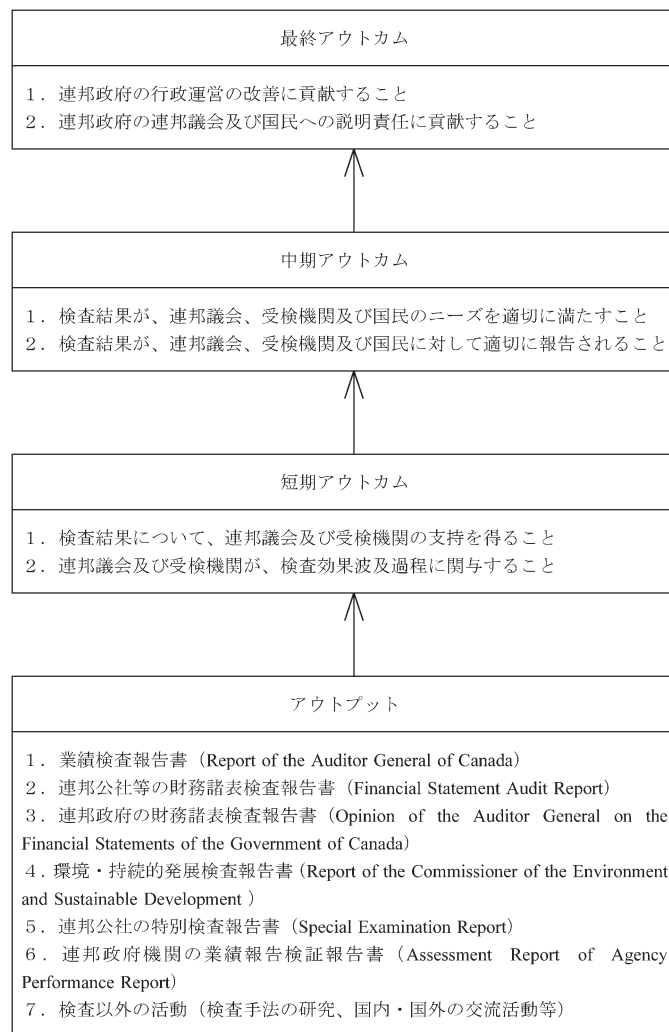 最終アウトカム
１．連邦政府の行政運営の改善に貢献すること
２．連邦政府の連邦議会及び国民への説明責任に貢献すること
中期アウトカム
１．検査結果が、連邦議会、受検機関及び国民のニーズを適切に満たすこと
２．検査結果が、連邦議会、受検機関及び国民に対して適切に報告されること
短期アウトカム
１．検査結果について、連邦議会及び受検機関の支持を得ること
２．連邦議会及び受検機関が、検査効果波及過程に関与すること
アウトプット
１．業績検査報告書（Report of the Auditor General of Canada）
２．連邦公社等の財務諸表検査報告書（Financial Statement Audit Report）
３．連邦政府の財務諸表検査報告書（Opinion of the Auditor General on the
Financial Statements of the Government of Canada）
４．環境・持続的発展検査報告書（Report of the Commissioner of the Environment
and Sustainable Development ）
５．連邦公社の特別検査報告書（Special Examination Report）
６．連邦政府機関の業績報告検証報告書（Assessment Report of Agency
Performance Report）
７．検査以外の活動（検査手法の研究、国内・国外の交流活動等）